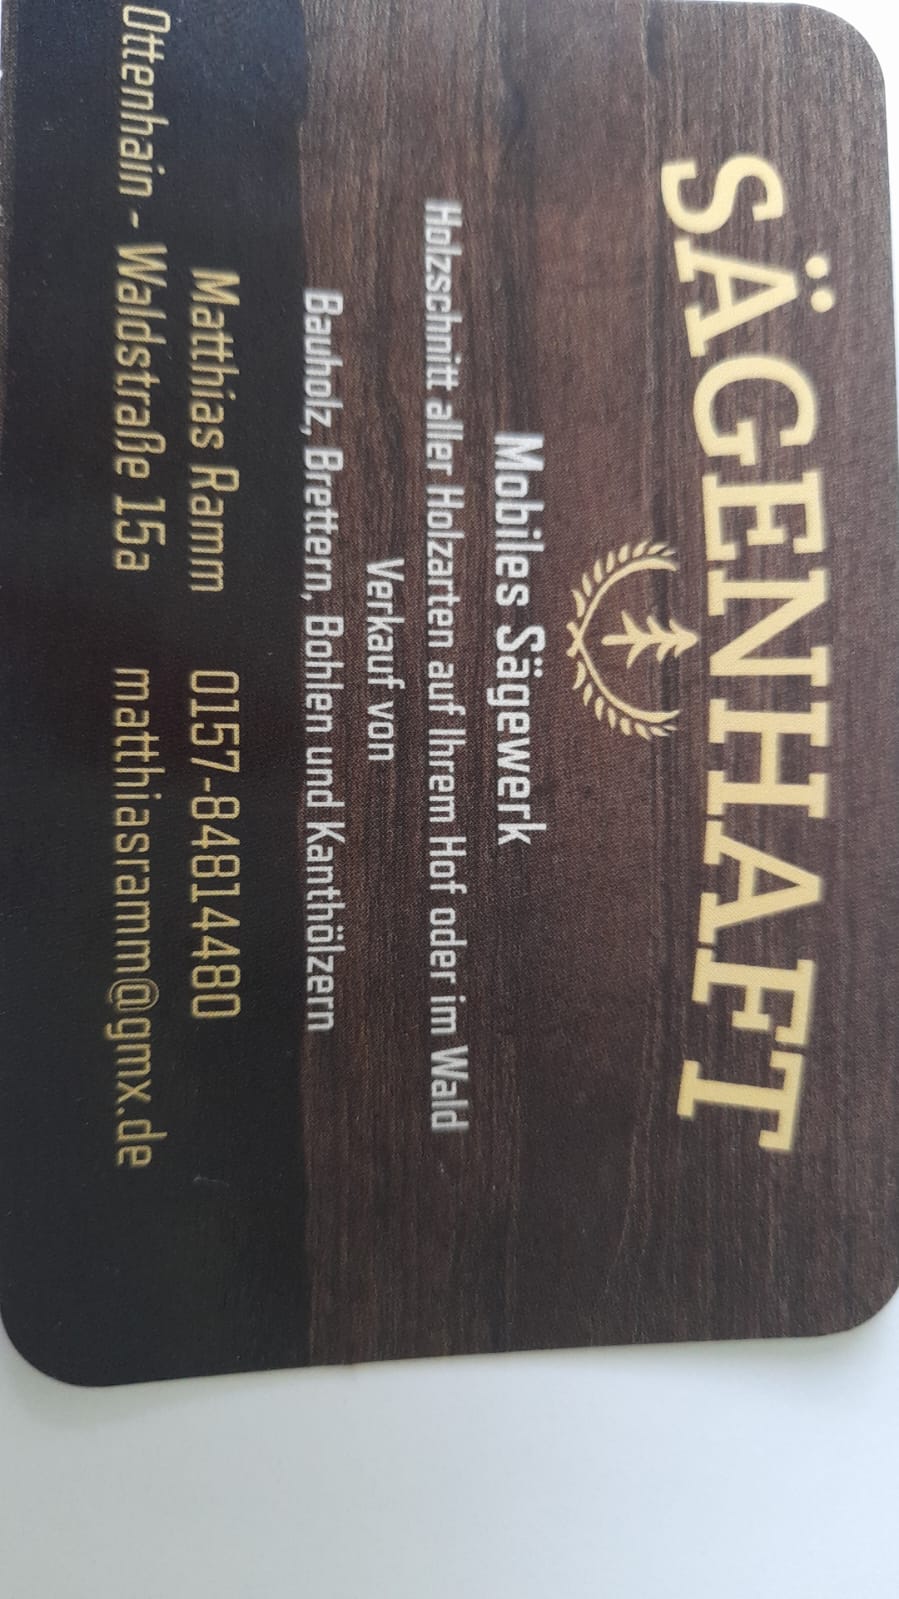 SÄGENHAFT
Mobiles Sägewerk
Holzschnitt aller Holzarten auf Ihrem Hof oder im Wald
Verkauf von
Bauholz, Brettern, Bohlen und Kanthölzern
Matthias Ramm 0157-84814480
Ottenhain - Waldstraße 15a matthiasramm@gmx.de